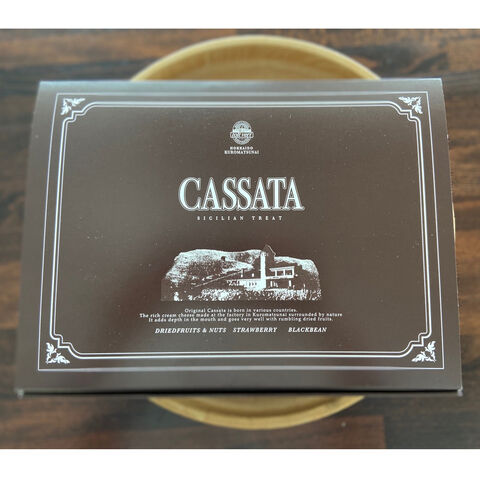 HOKKAIDO
KUROMATSUNAI
CASSATA
SICILIAN TREAT
Original Cassata is born in various countries.
The rich cream cheese made at the factory in Kuromatsunai surrounded by nature
It adds depth in the mouth and goes very well with rumbling dried fruits.
DRIEDFRUITS & NUTS STRAWBERRY BLACKBEAN